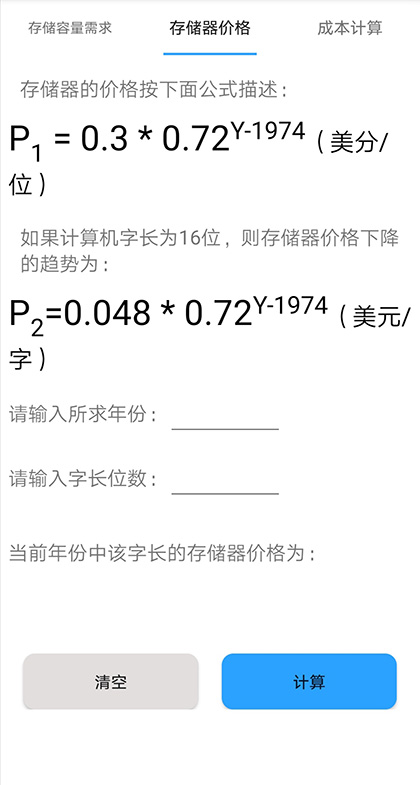 存储容量需求 存储器价格 成本计算
存储器的价格按下面公式描述：
P₁ = 0.3 * 0.72^Y-1974（美分/
位）
如果计算机字长为16位，则存储器价格下降
的趋势为：
P₂=0.048 * 0.72^Y-1974（美元/
字）
请输入所求年份：
请输入字长位数：
当前年份中该字长的存储器价格为：
清空 计算